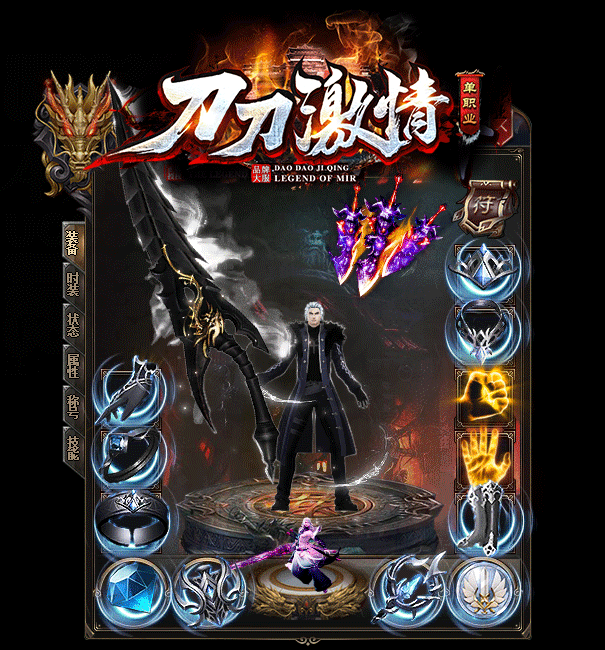 刀刀激情
单职业
品牌大服
DAO DAO JI.QING
LEGEND OF MIR
符
装备
时装
状态
属性
称号
技能